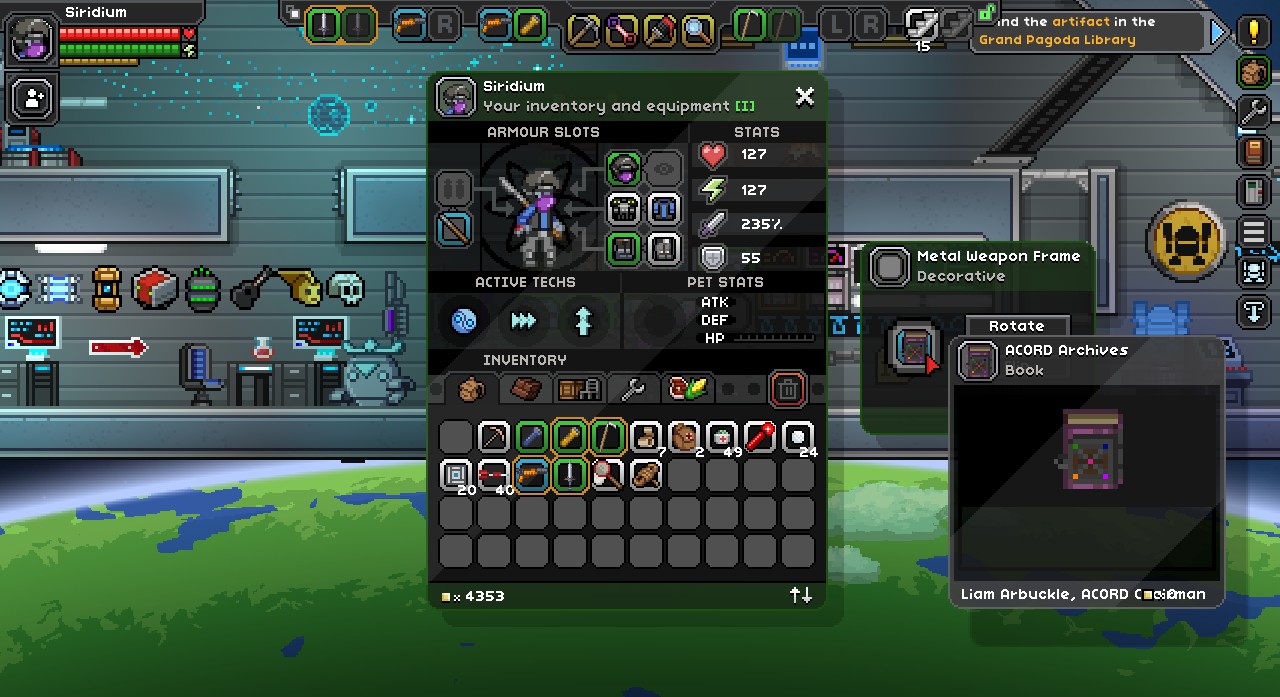 Siridium
R
L R
15
ind the artifact in the
Grand Pagoda Library
Siridium
Your inventory and equipment [I]
ARMOUR SLOTS
STATS
127
127
235%
55
ACTIVE TECHS
PET STATS
ATK
DEF
HP
INVENTORY
7 2 49 24
20 40
x 4353
Metal Weapon Frame
Decorative
Rotate
ACORD Archives
Book
Liam Arbuckle, ACORD